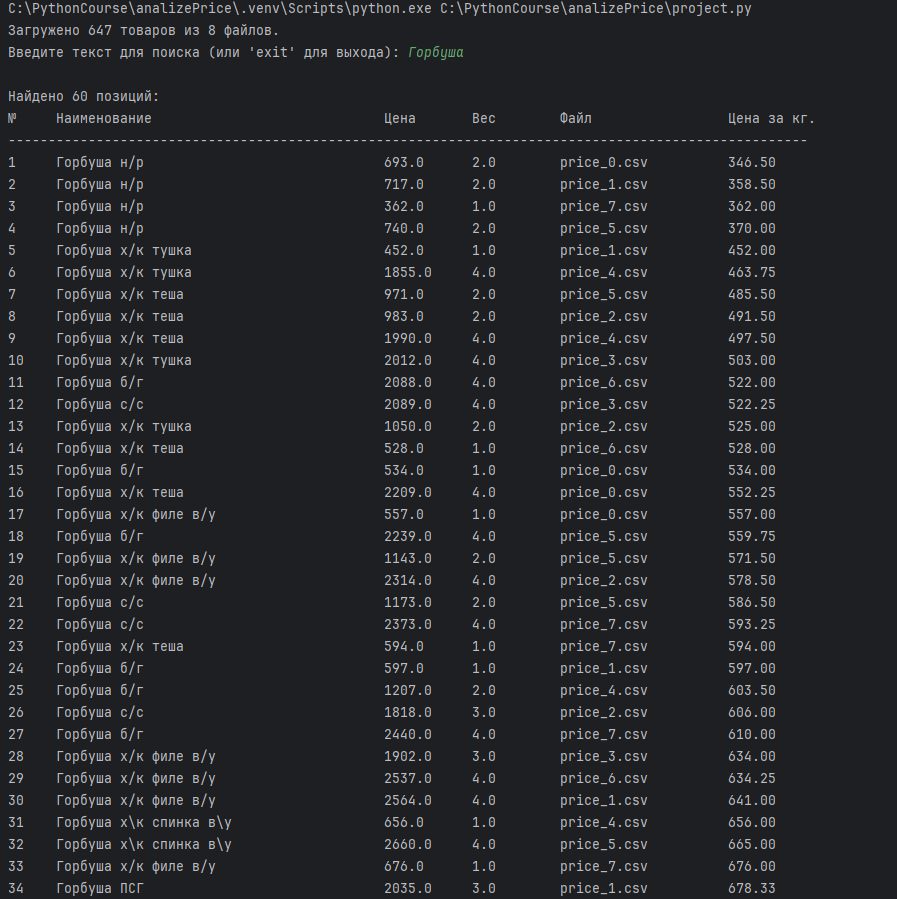 C:\PythonCourse\analizePrice\.venv\Scripts\python.exe C:\PythonCourse\analizePrice\project.py
Загружено 647 товаров из 8 файлов.
Введите текст для поиска (или 'exit' для выхода): Горбуша
Найдено 60 позиций:
№ Наименование Цена Вес Файл Цена за кг.
----------------------------------------------------------------------------------------------------
1 Горбуша н/р 693.0 2.0 price_0.csv 346.50
2 Горбуша н/р 717.0 2.0 price_1.csv 358.50
3 Горбуша н/р 362.0 1.0 price_7.csv 362.00
4 Горбуша н/р 740.0 2.0 price_5.csv 370.00
5 Горбуша х/к тушка 452.0 1.0 price_1.csv 452.00
6 Горбуша х/к тушка 1855.0 4.0 price_4.csv 463.75
7 Горбуша х/к теша 971.0 2.0 price_5.csv 485.50
8 Горбуша х/к теша 983.0 2.0 price_2.csv 491.50
9 Горбуша х/к теша 1990.0 4.0 price_4.csv 497.50
10 Горбуша х/к тушка 2012.0 4.0 price_3.csv 503.00
11 Горбуша б/г 2088.0 4.0 price_6.csv 522.00
12 Горбуша с/с 2089.0 4.0 price_3.csv 522.25
13 Горбуша х/к тушка 1050.0 2.0 price_2.csv 525.00
14 Горбуша х/к теша 528.0 1.0 price_6.csv 528.00
15 Горбуша б/г 534.0 1.0 price_0.csv 534.00
16 Горбуша х/к теша 2209.0 4.0 price_0.csv 552.25
17 Горбуша х/к филе в/у 557.0 1.0 price_0.csv 557.00
18 Горбуша б/г 2239.0 4.0 price_5.csv 559.75
19 Горбуша х/к филе в/у 1143.0 2.0 price_5.csv 571.50
20 Горбуша х/к филе в/у 2314.0 4.0 price_2.csv 578.50
21 Горбуша с/с 1173.0 2.0 price_5.csv 586.50
22 Горбуша с/с 2373.0 4.0 price_7.csv 593.25
23 Горбуша х/к теша 594.0 1.0 price_7.csv 594.00
24 Горбуша б/г 597.0 1.0 price_1.csv 597.00
25 Горбуша б/г 1207.0 2.0 price_4.csv 603.50
26 Горбуша с/с 1818.0 3.0 price_2.csv 606.00
27 Горбуша б/г 2440.0 4.0 price_7.csv 610.00
28 Горбуша х/к филе в/у 1902.0 3.0 price_3.csv 634.00
29 Горбуша х/к филе в/у 2537.0 4.0 price_6.csv 634.25
30 Горбуша х/к филе в/у 2564.0 4.0 price_1.csv 641.00
31 Горбуша х\к спинка в\у 656.0 1.0 price_4.csv 656.00
32 Горбуша х\к спинка в\у 2660.0 4.0 price_5.csv 665.00
33 Горбуша х/к филе в/у 676.0 1.0 price_7.csv 676.00
34 Горбуша ПСГ 2035.0 3.0 price_1.csv 678.33